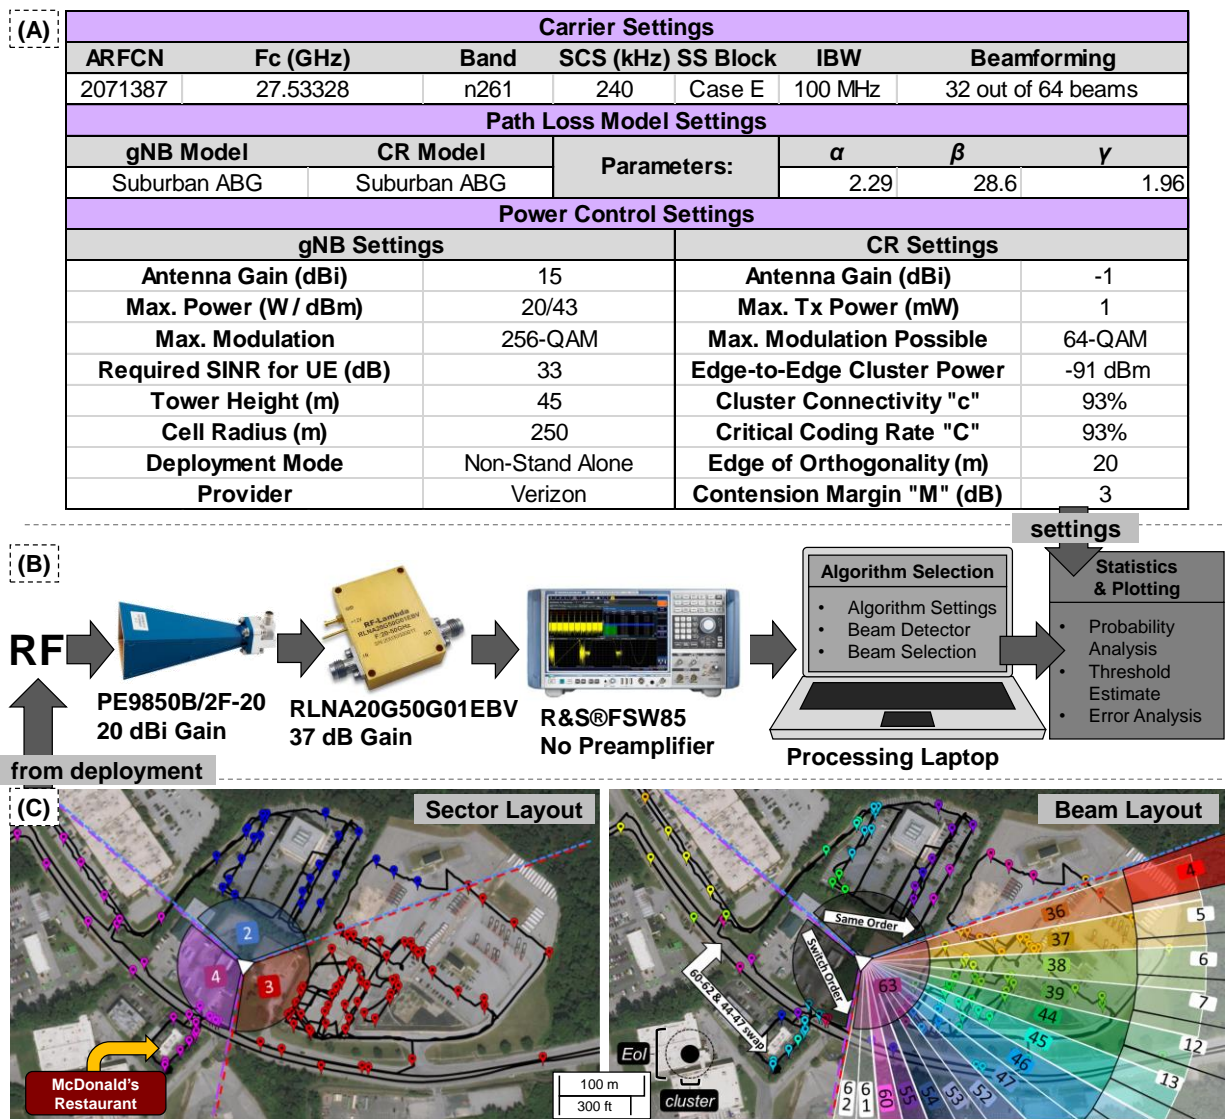 (A)
Carrier Settings
ARFCN Fc (GHz) Band SCS (kHz) SS Block IBW Beamforming
2071387 27.53328 n261 240 Case E 100 MHz 32 out of 64 beams
Path Loss Model Settings
gNB Model CR Model Parameters: α β γ
Suburban ABG Suburban ABG 2.29 28.6 1.96
Power Control Settings
gNB Settings CR Settings
Antenna Gain (dBi) 15 Antenna Gain (dBi) -1
Max. Power (W / dBm) 20/43 Max. Tx Power (mW) 1
Max. Modulation 256-QAM Max. Modulation Possible 64-QAM
Required SINR for UE (dB) 33 Edge-to-Edge Cluster Power -91 dBm
Tower Height (m) 45 Cluster Connectivity "c" 93%
Cell Radius (m) 250 Critical Coding Rate "C" 93%
Deployment Mode Non-Stand Alone Edge of Orthogonality (m) 20
Provider Verizon Contension Margin "M" (dB) 3
settings
(B)
RF
PE9850B/2F-20
20 dBi Gain
RF-Lambda
RLNA20G50G01EBV
F:20-50GHz
RLNA20G50G01EBV
37 dB Gain
R&S®FSW85
No Preamplifier
Algorithm Selection
• Algorithm Settings
• Beam Detector
• Beam Selection
Processing Laptop
Statistics
& Plotting
• Probability
Analysis
• Threshold
Estimate
• Error Analysis
from deployment
(C)
Sector Layout
2
4
3
McDonald's
Restaurant
100 m
300 ft
Beam Layout
Same Order
Switch Order
60-62 & 44-47 swap
EoI
cluster
4
36
5
37
6
38
7
39
44
12
45
13
46
47
52
53
54
55
60
61
62
63